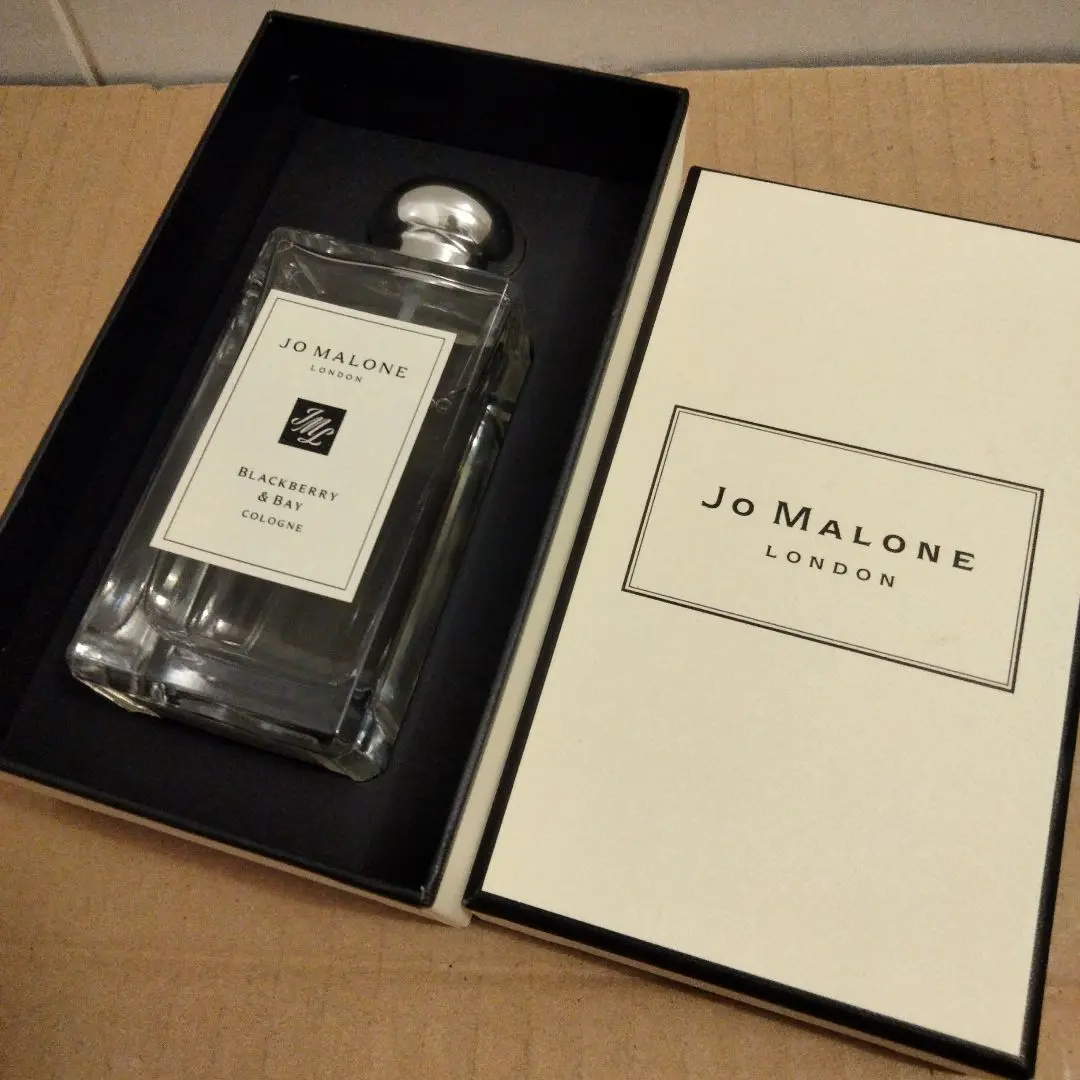 JO MALONE
LONDON
JML
BLACKBERRY
& BAY
COLOGNE
JO MALONE
LONDON